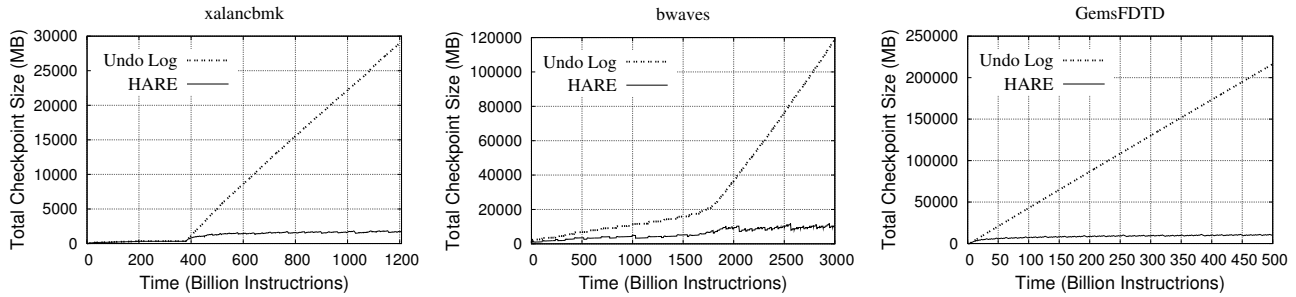 xalancbmk
Total Checkpoint Size (MB)
30000
25000
20000
15000
10000
5000
0
Undo Log
HARE
0 200 400 600 800 1000 1200
Time (Billion Instructrions)
bwaves
Total Checkpoint Size (MB)
120000
100000
80000
60000
40000
20000
0
Undo Log
HARE
0 500 1000 1500 2000 2500 3000
Time (Billion Instructrions)
GemsFDTD
Total Checkpoint Size (MB)
250000
200000
150000
100000
50000
0
Undo Log
HARE
0 50 100 150 200 250 300 350 400 450 500
Time (Billion Instructrions)